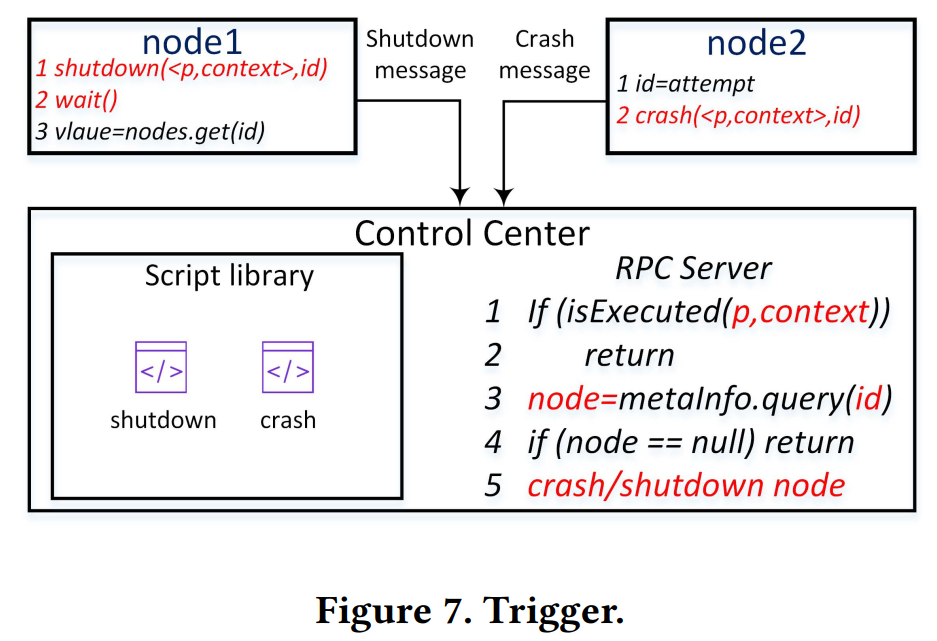 node1
1 shutdown(<p,context>,id)
2 wait()
3 vlaue=nodes.get(id)
Shutdown
message
Crash
message
node2
1 id=attempt
2 crash(<p,context>,id)
Control Center
Script library
</>
</>
shutdown
crash
RPC Server
1 If (isExecuted(p,context))
2 return
3 node=metaInfo.query(id)
4 if (node == null) return
5 crash/shutdown node
Figure 7. Trigger.